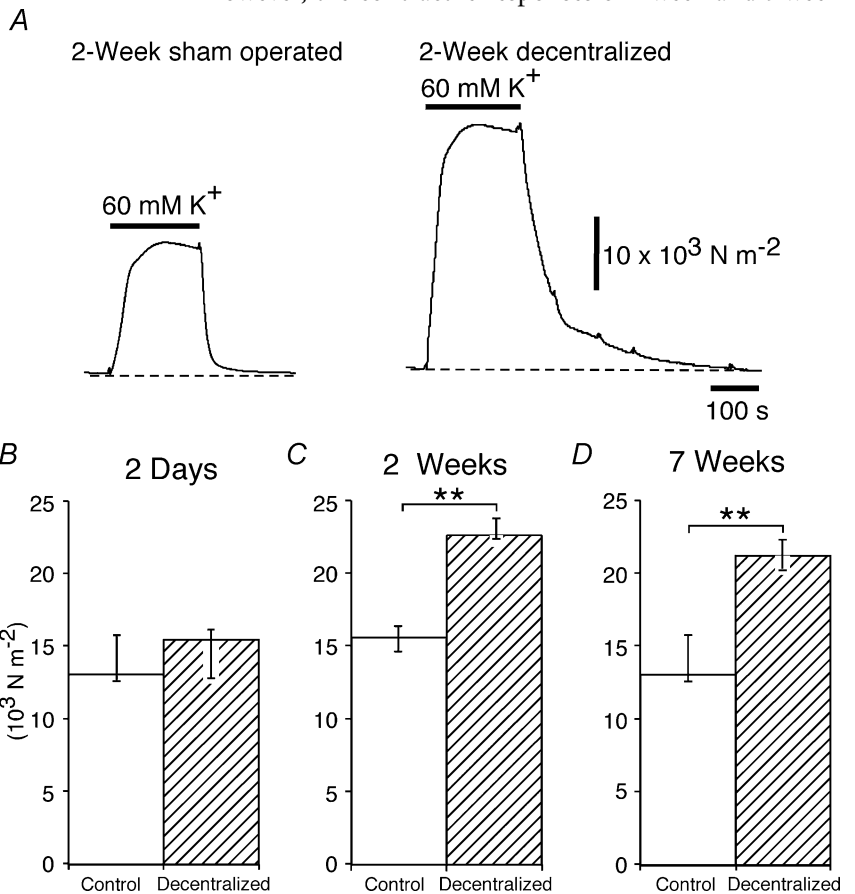 A
2-Week sham operated
2-Week decentralized
60 mM K+
60 mM K+
10 x 10³ N m-2
100 s
B
2 Days
C
2 Weeks
D
7 Weeks
**
**
25
20
15
10
5
0
(10³ N m-2)
Control
Decentralized
25
20
15
10
5
0
Control
Decentralized
25
20
15
10
5
0
Control
Decentralized